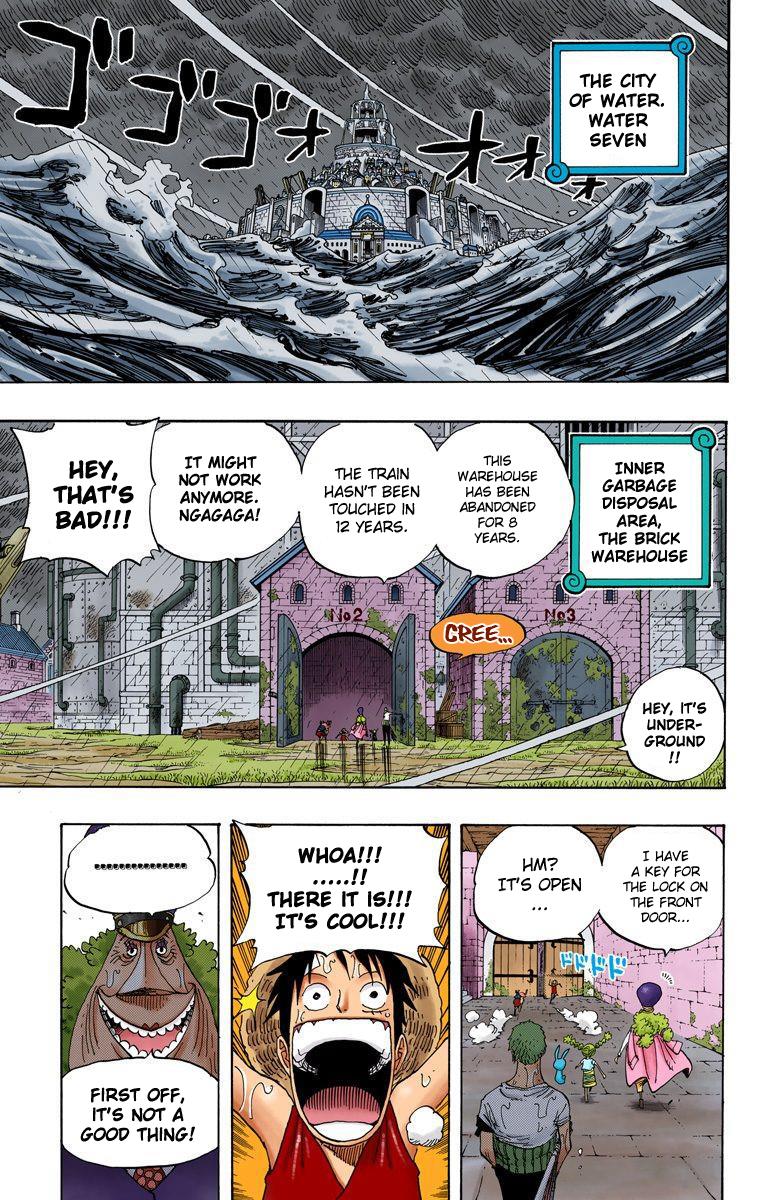 ゴゴゴォオオォ
THE CITY
OF WATER.
WATER
SEVEN
INNER
GARBAGE
DISPOSAL
AREA,
THE BRICK
WAREHOUSE
THIS
WAREHOUSE
HAS BEEN
ABANDONED
FOR 8
YEARS.
THE TRAIN
HASN'T BEEN
TOUCHED IN
12 YEARS.
IT MIGHT
NOT WORK
ANYMORE.
NGAGAGA!
HEY,
THAT'S
BAD!!!
No2
No3
CREE...
HEY, IT'S
UNDER-
GROUND
!!
I HAVE
A KEY FOR
THE LOCK ON
THE FRONT
DOOR...
HM?
IT'S OPEN
...
ドドドド
WHOA!!!
.....!!
THERE IT IS!!!
IT'S COOL!!!
...............
FIRST OFF,
IT'S NOT A
GOOD THING!